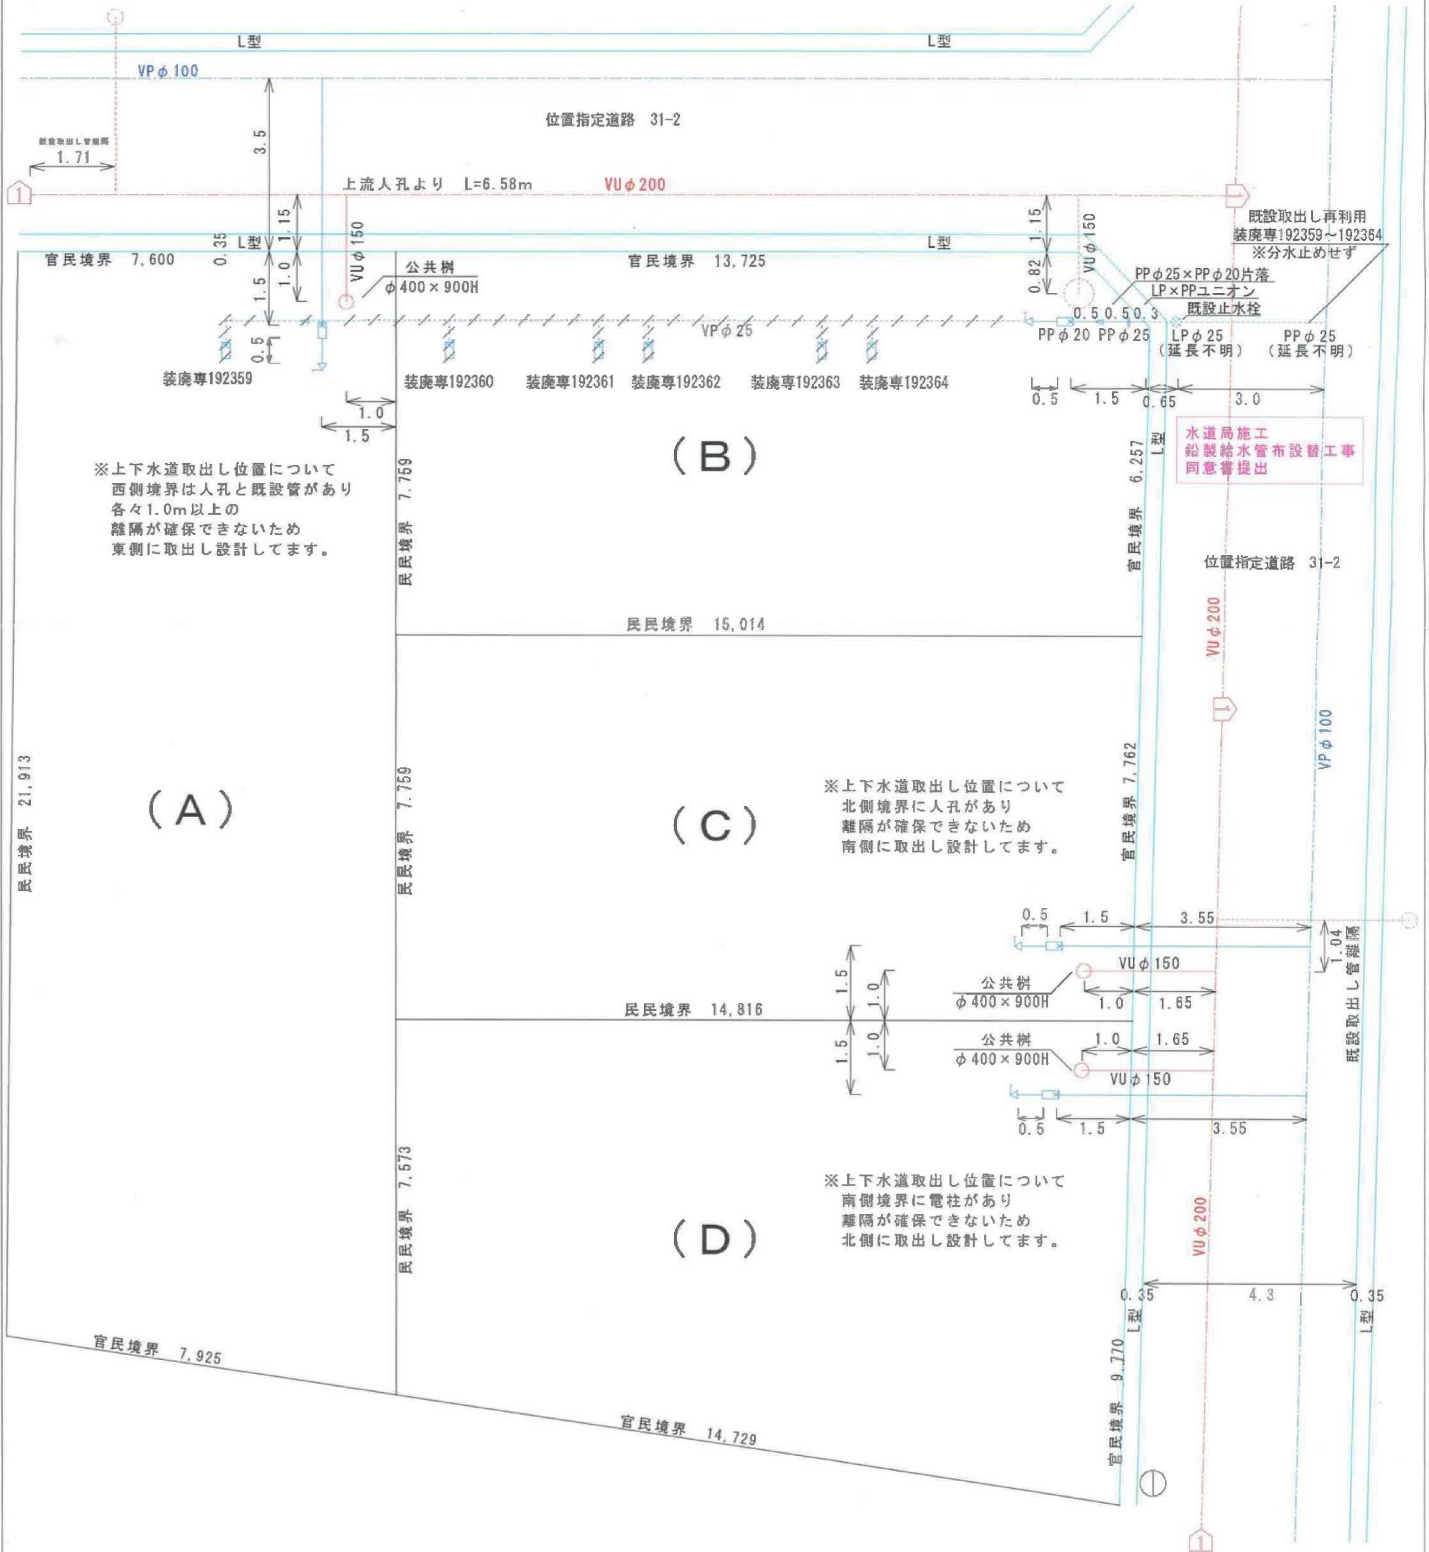 L型
L型
VPφ100
位置指定道路 31-2
既設取出し管離隔
1.71
3.5
1
上流人孔より L=6.58m
VUφ200
1
1.15
VUφ150
1.15
VUφ150
既設取出し再利用
装廃専192359～192364
※分水止めせず
0.35
L型
L型
官民境界 7,600
官民境界 13,725
1.5
1.0
公共桝
φ400×900H
0.82
PPφ25×PPφ20片落
LP×PPユニオン
既設止水栓
0.5
0.5
0.3
VPφ25
PPφ20
PPφ25
LPφ25
(延長不明)
PPφ25
(延長不明)
0.5
装廃専192359
装廃専192360
装廃専192361
装廃専192362
装廃専192363
装廃専192364
1.0
1.5
0.5
1.5
0.65
3.0
(B)
水道局施工
鉛製給水管布設替工事
同意書提出
L型
官民境界 6,257
※上下水道取出し位置について
西側境界は人孔と既設管があり
各々1.0m以上の
離隔が確保できないため
東側に取出し設計してます。
民民境界 7.759
位置指定道路 31-2
民民境界 15,014
VUφ200
1
VPφ100
民民境界 21,913
(A)
民民境界 7.759
(C)
※上下水道取出し位置について
北側境界に人孔があり
離隔が確保できないため
南側に取出し設計してます。
官民境界 7,762
0.5
1.5
3.55
1.04
既設取出し管離隔
1.5
1.0
公共桝
φ400×900H
VUφ150
1.0
1.65
民民境界 14,816
1.5
1.0
公共桝
φ400×900H
1.0
1.65
VUφ150
0.5
1.5
3.55
民民境界 7,573
※上下水道取出し位置について
南側境界に電柱があり
離隔が確保できないため
北側に取出し設計してます。
(D)
VUφ200
0.35
4.3
0.35
L型
L型
官民境界 7,925
官民境界 9.770
官民境界 14,729
1